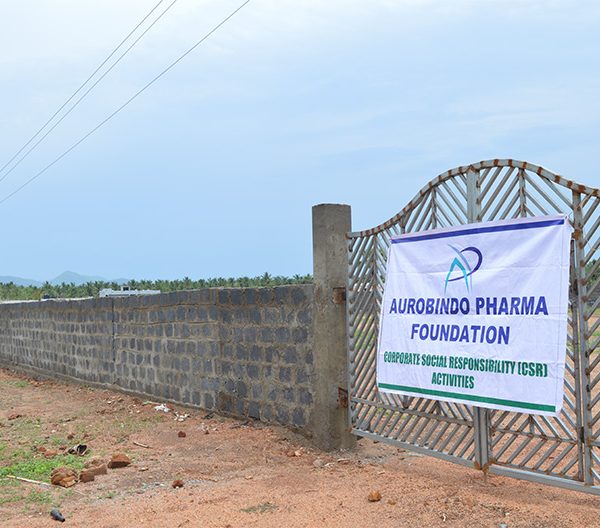 AUROBINDO PHARMA
FOUNDATION
CORPORATE SOCIAL RESPONSIBILITY (CSR)
ACTIVITIES